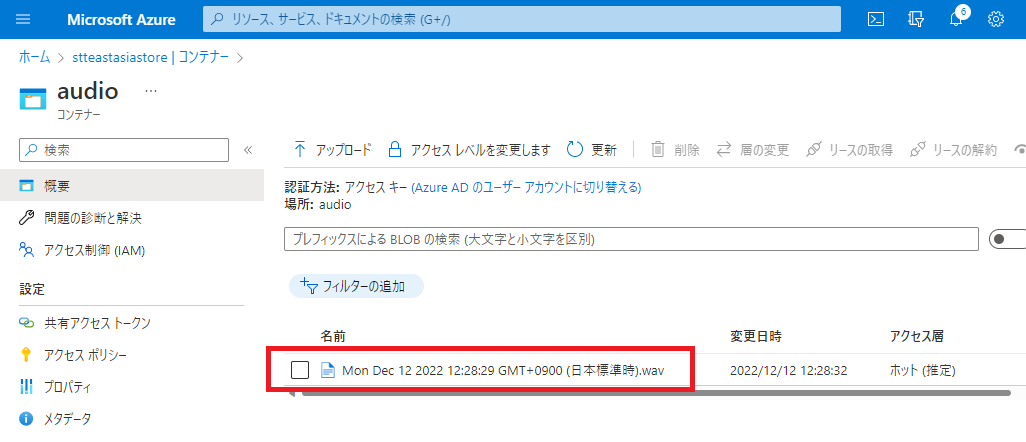 Microsoft Azure
リソース、サービス、ドキュメントの検索 (G+/)
6
ホーム > stteastasiastore | コンテナー >
audio ...
コンテナー
検索
«
概要
問題の診断と解決
アクセス制御 (IAM)
設定
共有アクセス トークン
アクセス ポリシー
プロパティ
メタデータ
アップロード アクセス レベルを変更します 更新 削除 層の変更 リースの取得 リースの解約
認証方法: アクセス キー (Azure AD のユーザー アカウントに切り替える)
場所: audio
プレフィックスによる BLOB の検索 (大文字と小文字を区別)
フィルターの追加
名前 変更日時 アクセス層
Mon Dec 12 2022 12:28:29 GMT+0900 (日本標準時).wav 2022/12/12 12:28:32 ホット (推定)